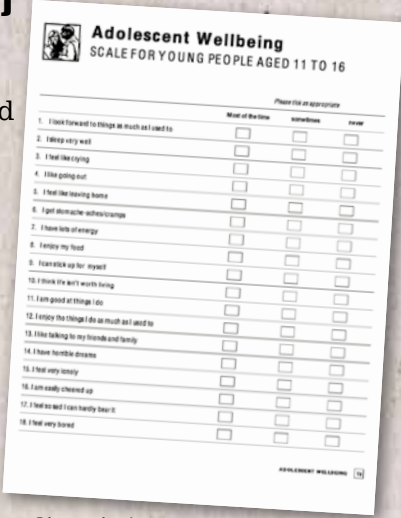 Adolescent Wellbeing
SCALE FOR YOUNG PEOPLE AGED 11 TO 16
Please tick as appropriate
Most of the time sometimes never
1. I look forward to things as much as I used to
2. I sleep very well
3. I feel like crying
4. I like going out
5. I feel like leaving home
6. I get stomache-aches/cramps
7. I have lots of energy
8. I enjoy my food
9. I can stick up for myself
10. I think life isn't worth living
11. I am good at things I do
12. I enjoy the things I do as much as I used to
13. I like talking to my friends and family
14. I have horrible dreams
15. I feel very lonely
16. I am easily cheered up
17. I feel so sad I can hardly bear it
18. I feel very bored
ADOLESCENT WELLBEING